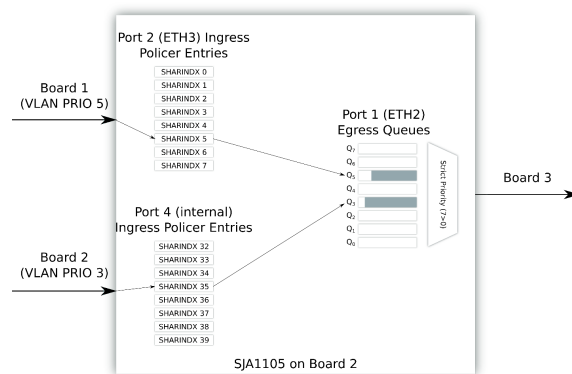 Port 2 (ETH3) Ingress
Policer Entries
SHARINDX 0
SHARINDX 1
SHARINDX 2
SHARINDX 3
SHARINDX 4
SHARINDX 5
SHARINDX 6
SHARINDX 7
Board 1
(VLAN PRIO 5)
Port 1 (ETH2)
Egress Queues
Q7
Q6
Q5
Q4
Q3
Q2
Q1
Q0
Strict Priority (7>0)
Board 3
Port 4 (internal)
Ingress Policer Entries
SHARINDX 32
SHARINDX 33
SHARINDX 34
SHARINDX 35
SHARINDX 36
SHARINDX 37
SHARINDX 38
SHARINDX 39
Board 2
(VLAN PRIO 3)
SJA1105 on Board 2